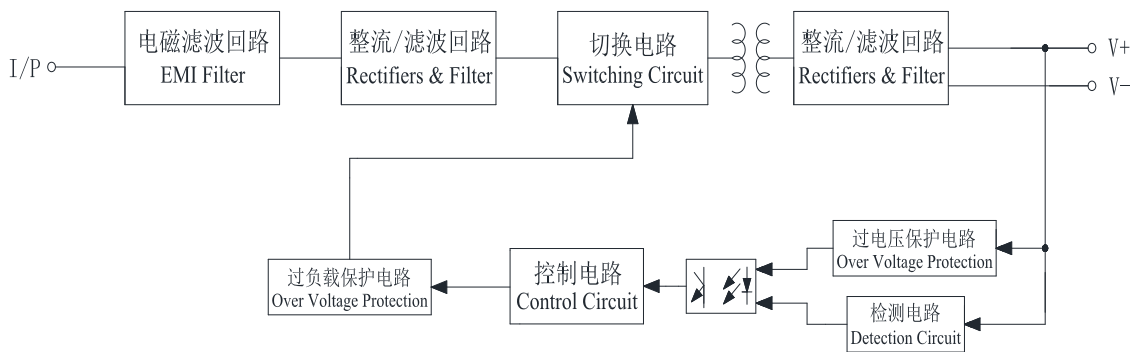 I/P
电磁滤波回路
EMI Filter
整流/滤波回路
Rectifiers & Filter
切换电路
Switching Circuit
整流/滤波回路
Rectifiers & Filter
V+
V-
过负载保护电路
Over Voltage Protection
控制电路
Control Circuit
过电压保护电路
Over Voltage Protection
检测电路
Detection Circuit